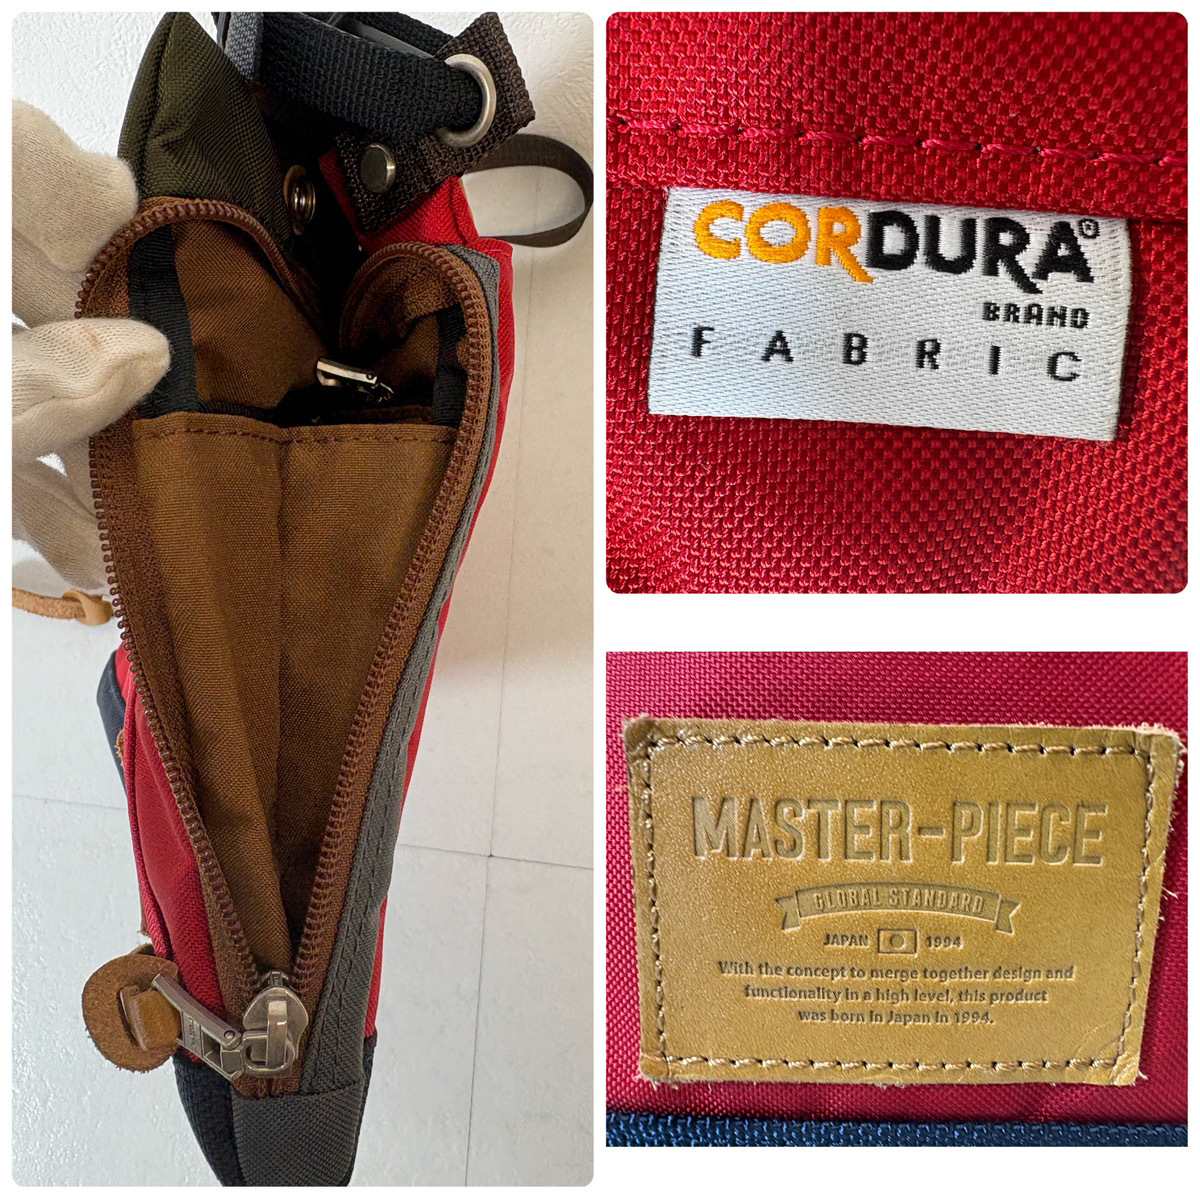 CORDURA®
BRAND
FABRIC
MASTER-PIECE
GLOBAL STANDARD
JAPAN 1994
With the concept to merge together design and
functionality in a high level, this product
was born in Japan in 1994.